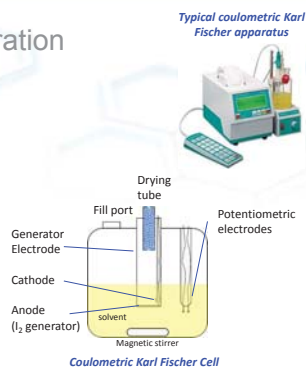 ration
Typical coulometric Karl
Fischer apparatus
Drying
tube
Fill port
Generator
Electrode
Potentiometric
electrodes
Cathode
Anode
(I₂ generator)
solvent
Magnetic stirrer
Coulometric Karl Fischer Cell